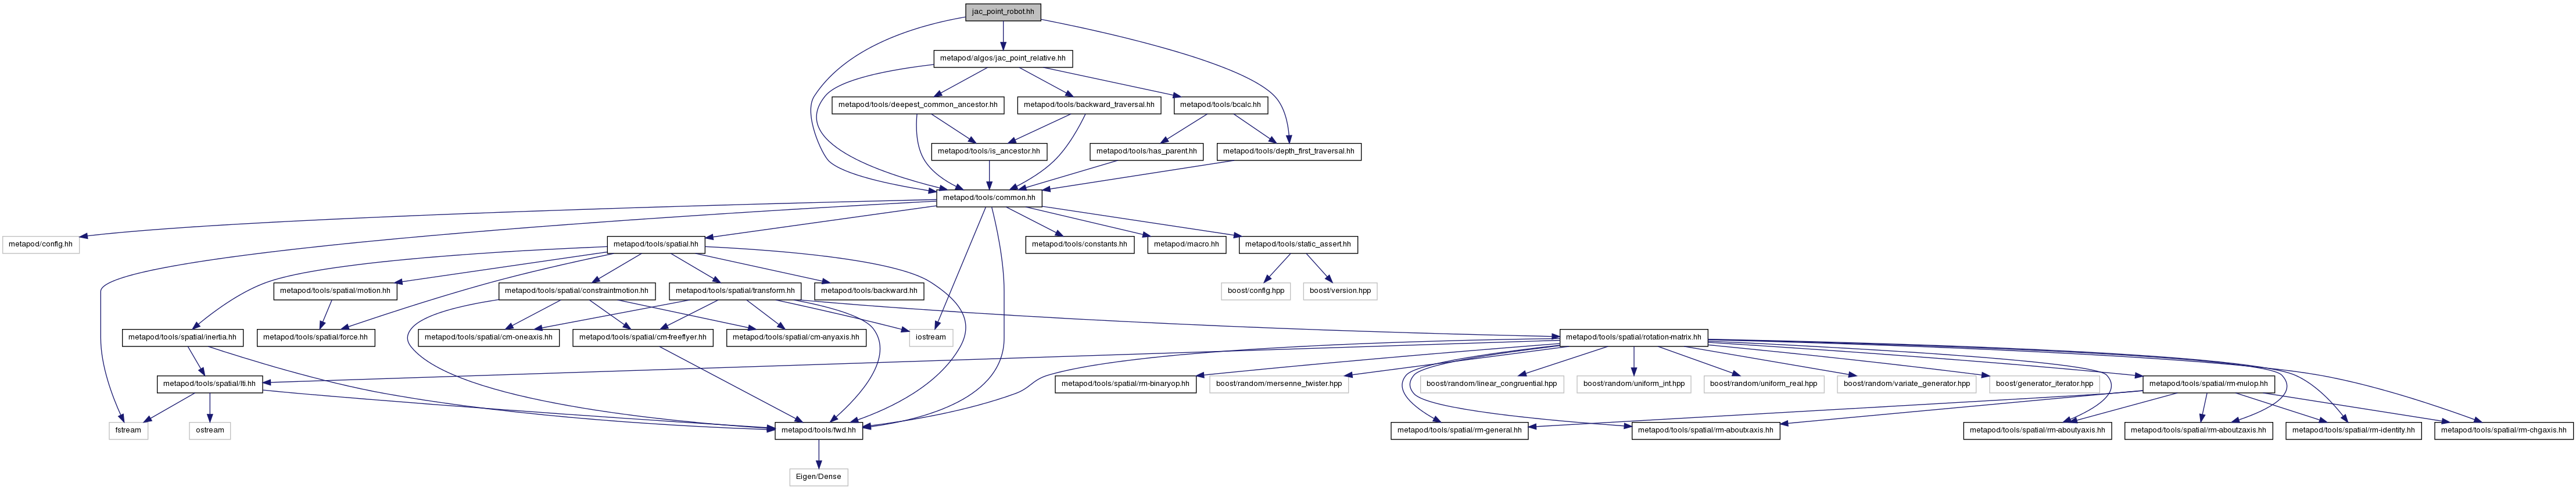 jac_point_robot.hh
metapod/algos/jac_point_relative.hh
metapod/tools/deepest_common_ancestor.hh
metapod/tools/backward_traversal.hh
metapod/tools/bcalc.hh
metapod/tools/is_ancestor.hh
metapod/tools/has_parent.hh
metapod/tools/depth_first_traversal.hh
metapod/tools/common.hh
metapod/config.hh
metapod/tools/spatial.hh
metapod/tools/constants.hh
metapod/macro.hh
metapod/tools/static_assert.hh
metapod/tools/spatial/motion.hh
metapod/tools/spatial/constraintmotion.hh
metapod/tools/spatial/transform.hh
metapod/tools/backward.hh
boost/config.hpp
boost/version.hpp
metapod/tools/spatial/inertia.hh
metapod/tools/spatial/force.hh
metapod/tools/spatial/cm-oneaxis.hh
metapod/tools/spatial/cm-freeflyer.hh
metapod/tools/spatial/cm-anyaxis.hh
iostream
metapod/tools/spatial/rotation-matrix.hh
metapod/tools/spatial/lti.hh
metapod/tools/spatial/rm-binaryop.hh
boost/random/mersenne_twister.hpp
boost/random/linear_congruential.hpp
boost/random/uniform_int.hpp
boost/random/uniform_real.hpp
boost/random/variate_generator.hpp
boost/generator_iterator.hpp
metapod/tools/spatial/rm-mulop.hh
fstream
ostream
metapod/tools/fwd.hh
metapod/tools/spatial/rm-general.hh
metapod/tools/spatial/rm-aboutxaxis.hh
metapod/tools/spatial/rm-aboutyaxis.hh
metapod/tools/spatial/rm-aboutzaxis.hh
metapod/tools/spatial/rm-identity.hh
metapod/tools/spatial/rm-chgaxis.hh
Eigen/Dense